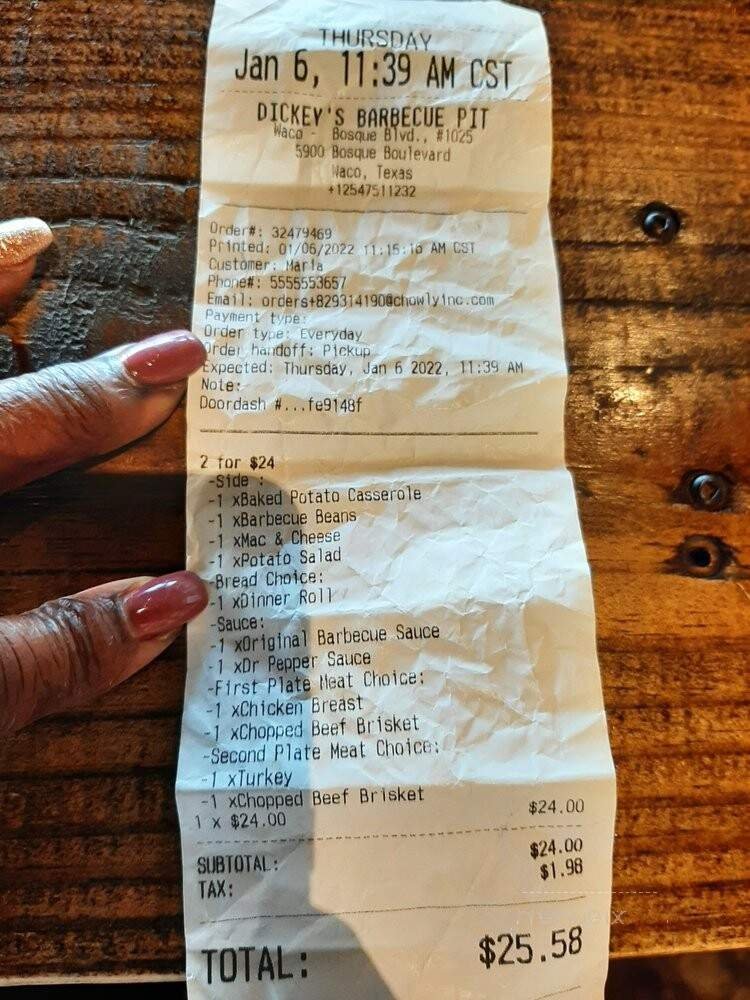 THURSDAY
Jan 6, 11:39 AM CST
DICKEY'S BARBECUE PIT
Waco - Bosque Blvd., #1025
5900 Bosque Boulevard
Waco, Texas
+12547511232
Order#: 32479469
Printed: 01/06/2022 11:15:16 AM CST
Customer: Maria
Phone#: 5555553657
Email: orders+829314190@chowlyinc.com
Payment type:
Order type: Everyday
Order handoff: Pickup
Expected: Thursday, Jan 6 2022, 11:39 AM
Note:
Doordash #...fe9148f
2 for $24
-Side :
-1 xBaked Potato Casserole
-1 xBarbecue Beans
-1 xMac & Cheese
-1 xPotato Salad
-Bread Choice:
-1 xDinner Roll
-Sauce:
-1 xOriginal Barbecue Sauce
-1 xDr Pepper Sauce
-First Plate Meat Choice:
-1 xChicken Breast
-1 xChopped Beef Brisket
-Second Plate Meat Choice:
-1 xTurkey
-1 xChopped Beef Brisket
1 x $24.00 $24.00
SUBTOTAL: $24.00
TAX: $1.98
TOTAL: $25.58